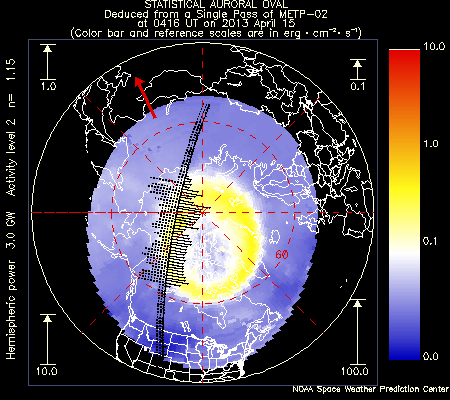 STATISTICAL AURORAL OVAL
Deduced from a Single Pass of METP-02
at 0416 UT on 2013 April 15
(Color bar and reference scales are in erg · cm⁻² · s⁻¹)
Hemispheric power 3.0 GW Activity level 2 n= 1.15
1.0
0.1
10.0
1.0
0.1
0.0
60
10.0
100.0
NOAA Space Weather Prediction Center